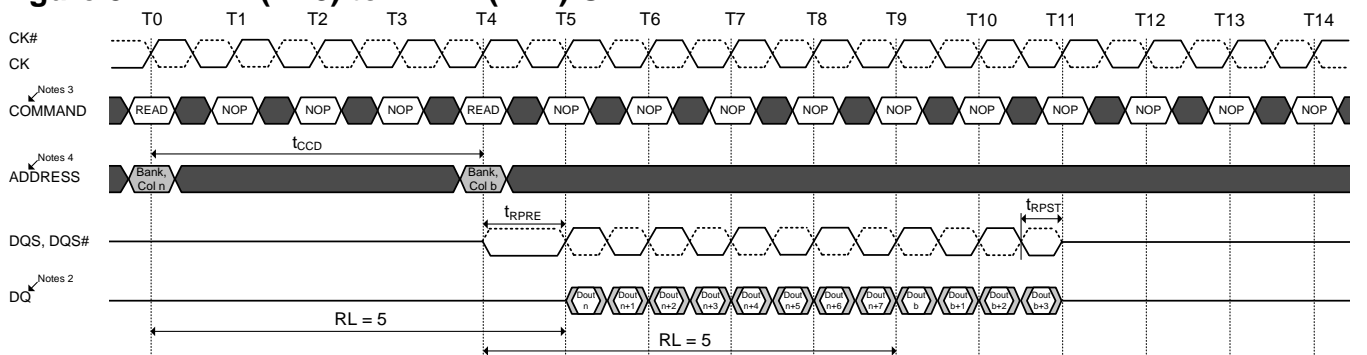 T0 T1 T2 T3 T4 T5 T6 T7 T8 T9 T10 T11 T12 T13 T14
CK#
CK
Notes 3
COMMAND READ NOP NOP NOP READ NOP NOP NOP NOP NOP NOP NOP NOP NOP NOP
tCCD
Notes 4
ADDRESS
Bank, Col n
Bank, Col b
tRPRE
tRPST
DQS, DQS#
Notes 2
DQ
Dout n
Dout n+1
Dout n+2
Dout n+3
Dout n+4
Dout n+5
Dout n+6
Dout n+7
Dout b
Dout b+1
Dout b+2
Dout b+3
RL = 5
RL = 5